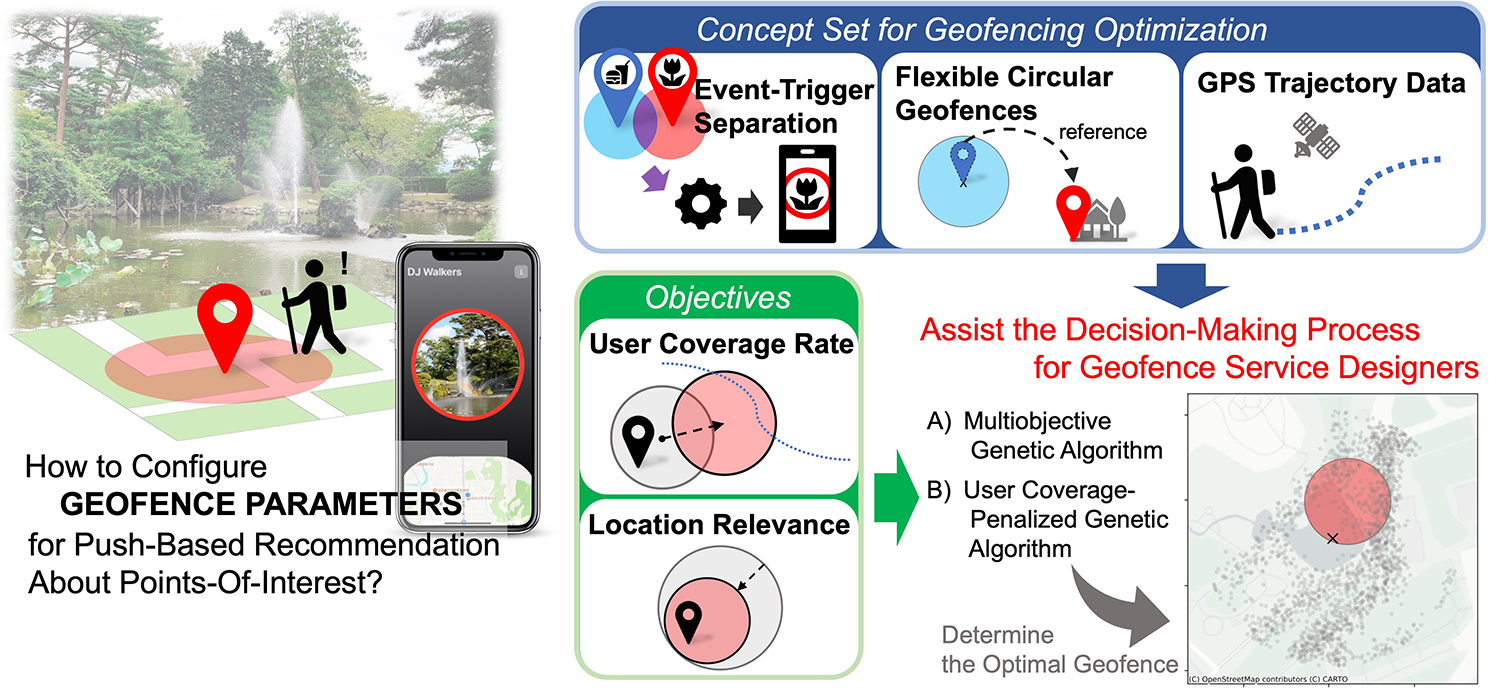 DJ Walkers
How to Configure
GEOFENCE PARAMETERS
for Push-Based Recommendation
About Points-Of-Interest?
Concept Set for Geofencing Optimization
Event-Trigger
Separation
Flexible Circular
Geofences
reference
GPS Trajectory Data
Objectives
User Coverage Rate
Location Relevance
Assist the Decision-Making Process
for Geofence Service Designers
A) Multiobjective
Genetic Algorithm
B) User Coverage-
Penalized Genetic
Algorithm
Determine
the Optimal Geofence
(C) OpenStreetMap contributors (C) CARTO